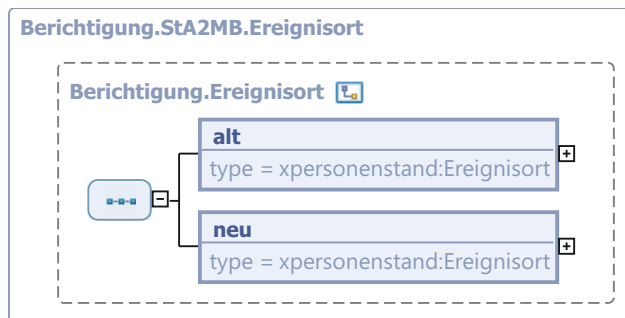 Berichtigung.StA2MB.Ereignisort
Berichtigung.Ereignisort
alt
type = xpersonenstand:Ereignisort
neu
type = xpersonenstand:Ereignisort